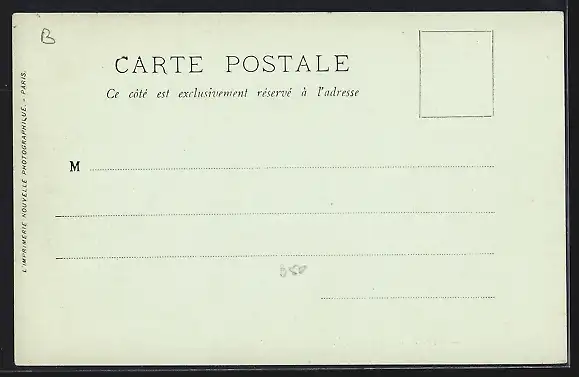 B
CARTE POSTALE
Ce côté est exclusivement réservé à l'adresse
M
L'IMPRIMERIE NOUVELLE PHOTOGRAPHIQUE. - PARIS.